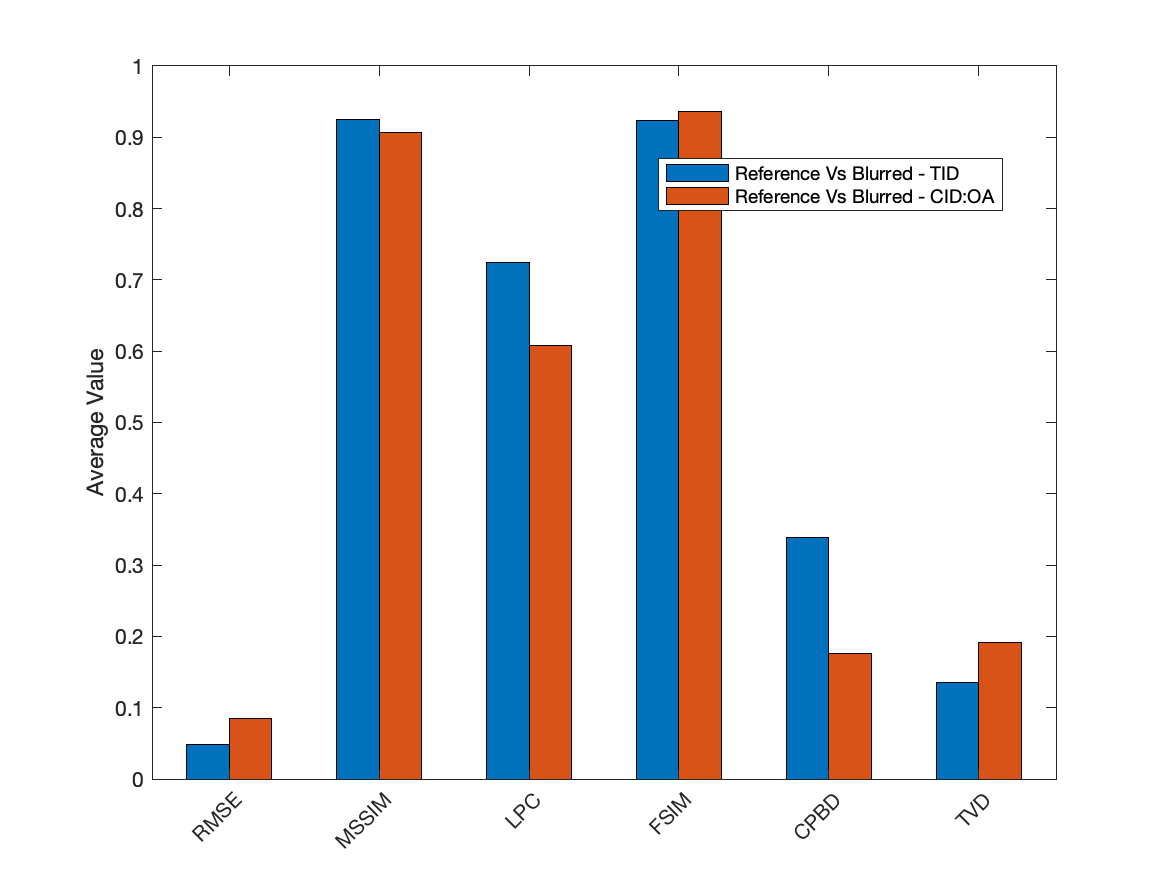 1
0.9
0.8
0.7
0.6
0.5
0.4
0.3
0.2
0.1
0
Average Value
Reference Vs Blurred - TID
Reference Vs Blurred - CID:OA
RMSE
MSSIM
LPC
FSIM
CPBD
TVD